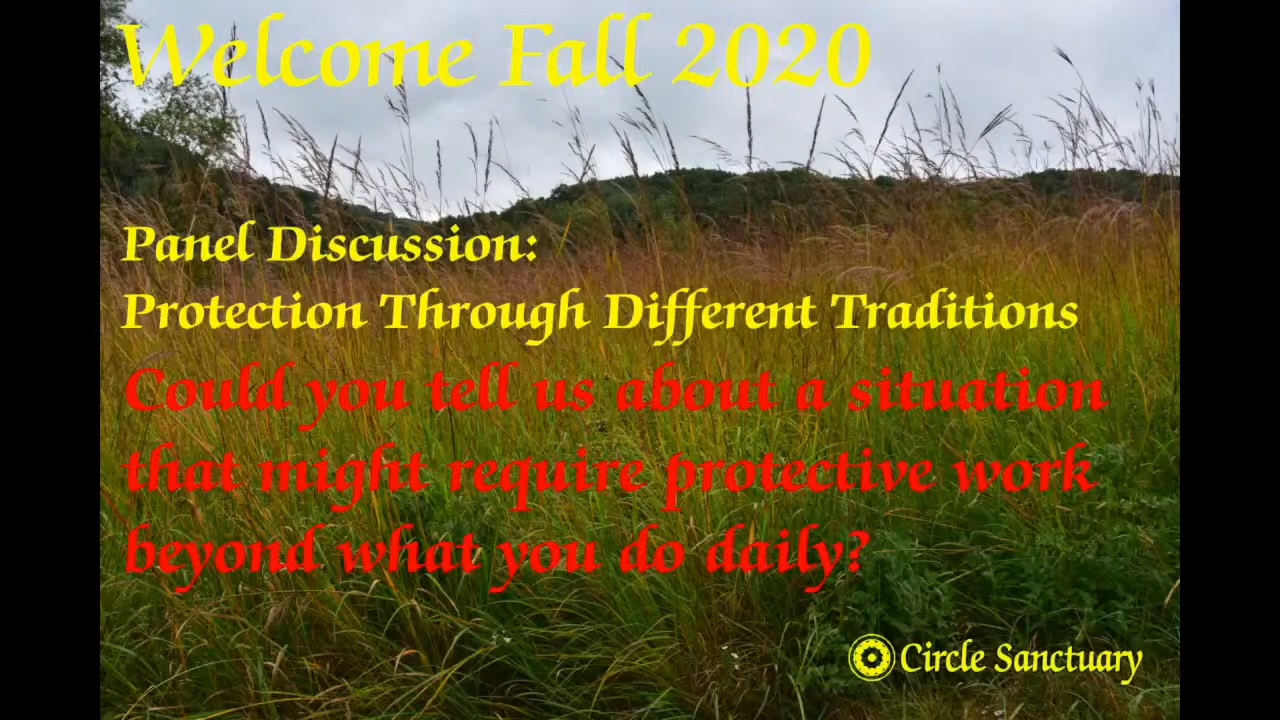 Welcome Fall 2020
Panel Discussion:
Protection Through Different Traditions
Could you tell us about a situation
that might require protective work
beyond what you do daily?
Circle Sanctuary